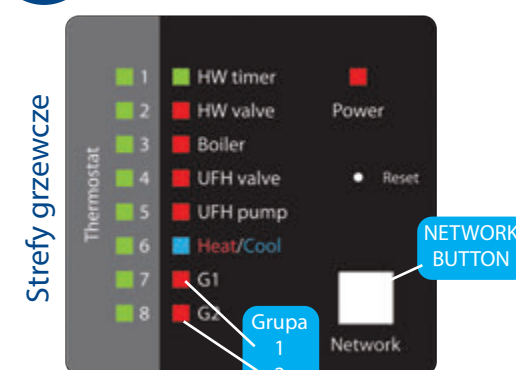 Strefy grzewcze
Thermostat
1
2
3
4
5
6
7
8
HW timer
HW valve
Boiler
UFH valve
UFH pump
Heat/Cool
G1
G2
Power
Reset
NETWORK
BUTTON
Network
Grupa
1